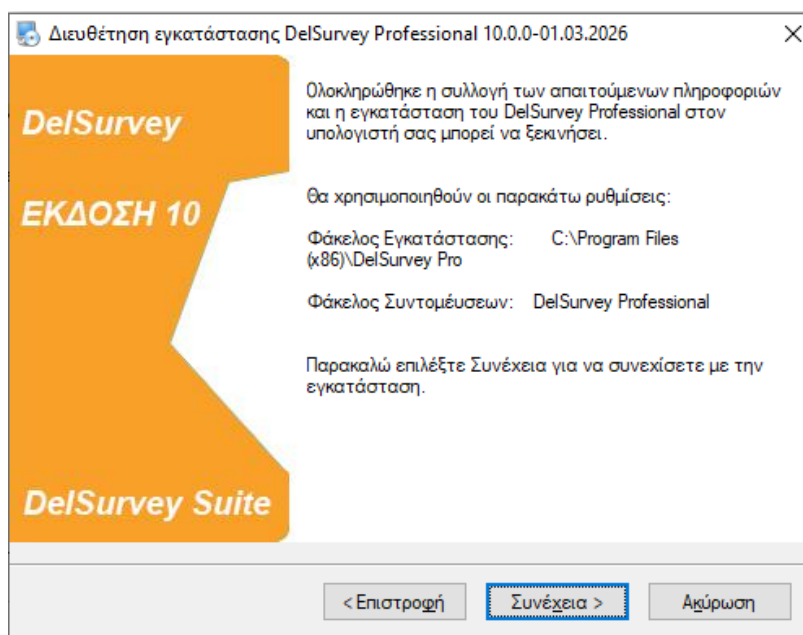 Διευθέτηση εγκατάστασης DelSurvey Professional 10.0.0-01.03.2026
DelSurvey
ΕΚΔΟΣΗ 10
DelSurvey Suite
Ολοκληρώθηκε η συλλογή των απαιτούμενων πληροφοριών
και η εγκατάσταση του DelSurvey Professional στον
υπολογιστή σας μπορεί να ξεκινήσει.
Θα χρησιμοποιηθούν οι παρακάτω ρυθμίσεις:
Φάκελος Εγκατάστασης: C:\Program Files
(x86)\DelSurvey Pro
Φάκελος Συντομέυσεων: DelSurvey Professional
Παρακαλώ επιλέξτε Συνέχεια για να συνεχίσετε με την
εγκατάσταση.
< Επιστροφή
Συνέχεια >
Ακύρωση